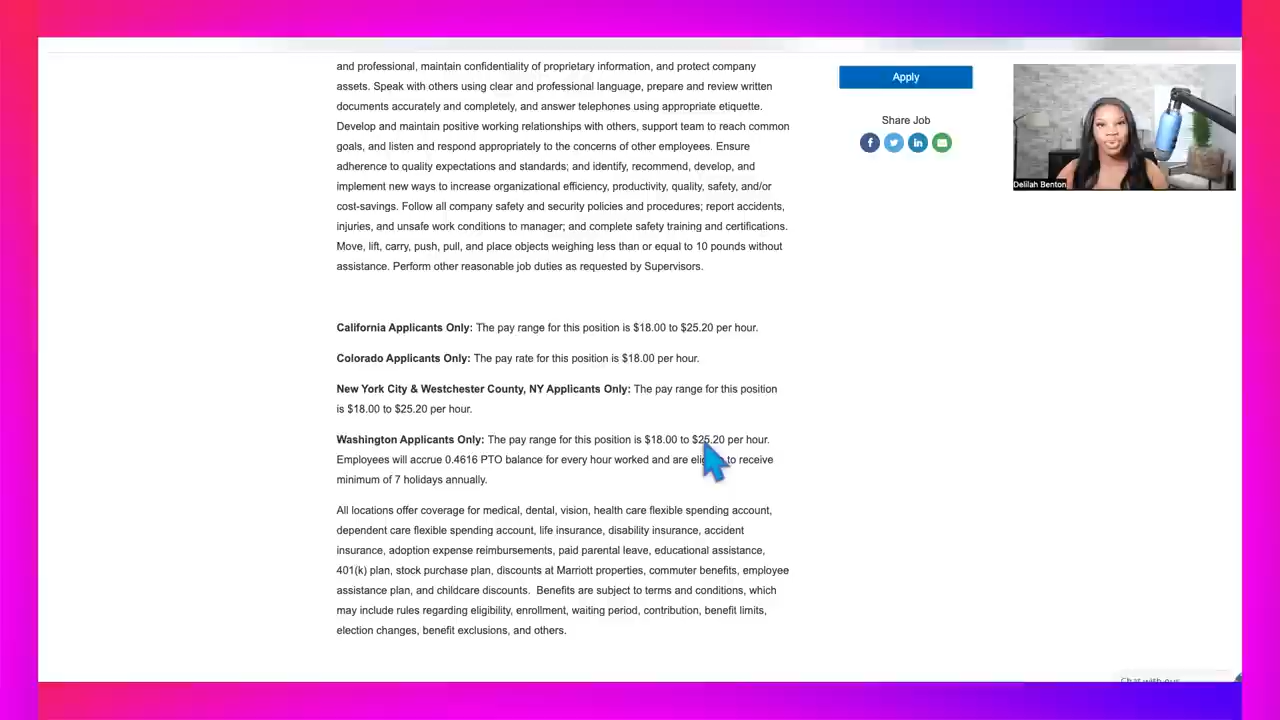 and professional, maintain confidentiality of proprietary information, and protect company
assets. Speak with others using clear and professional language, prepare and review written
documents accurately and completely, and answer telephones using appropriate etiquette.
Develop and maintain positive working relationships with others, support team to reach common
goals, and listen and respond appropriately to the concerns of other employees. Ensure
adherence to quality expectations and standards; and identify, recommend, develop, and
implement new ways to increase organizational efficiency, productivity, quality, safety, and/or
cost-savings. Follow all company safety and security policies and procedures; report accidents,
injuries, and unsafe work conditions to manager; and complete safety training and certifications.
Move, lift, carry, push, pull, and place objects weighing less than or equal to 10 pounds without
assistance. Perform other reasonable job duties as requested by Supervisors.
California Applicants Only: The pay range for this position is $18.00 to $25.20 per hour.
Colorado Applicants Only: The pay rate for this position is $18.00 per hour.
New York City & Westchester County, NY Applicants Only: The pay range for this position
is $18.00 to $25.20 per hour.
Washington Applicants Only: The pay range for this position is $18.00 to $25.20 per hour.
Employees will accrue 0.4616 PTO balance for every hour worked and are to receive
minimum of 7 holidays annually.
All locations offer coverage for medical, dental, vision, health care flexible spending account,
dependent care flexible spending account, life insurance, disability insurance, accident
insurance, adoption expense reimbursements, paid parental leave, educational assistance,
401(k) plan, stock purchase plan, discounts at Marriott properties, commuter benefits, employee
assistance plan, and childcare discounts. Benefits are subject to terms and conditions, which
may include rules regarding eligibility, enrollment, waiting period, contribution, benefit limits,
election changes, benefit exclusions, and others.
Apply
Share Job
Delilah Benton
Chat with our